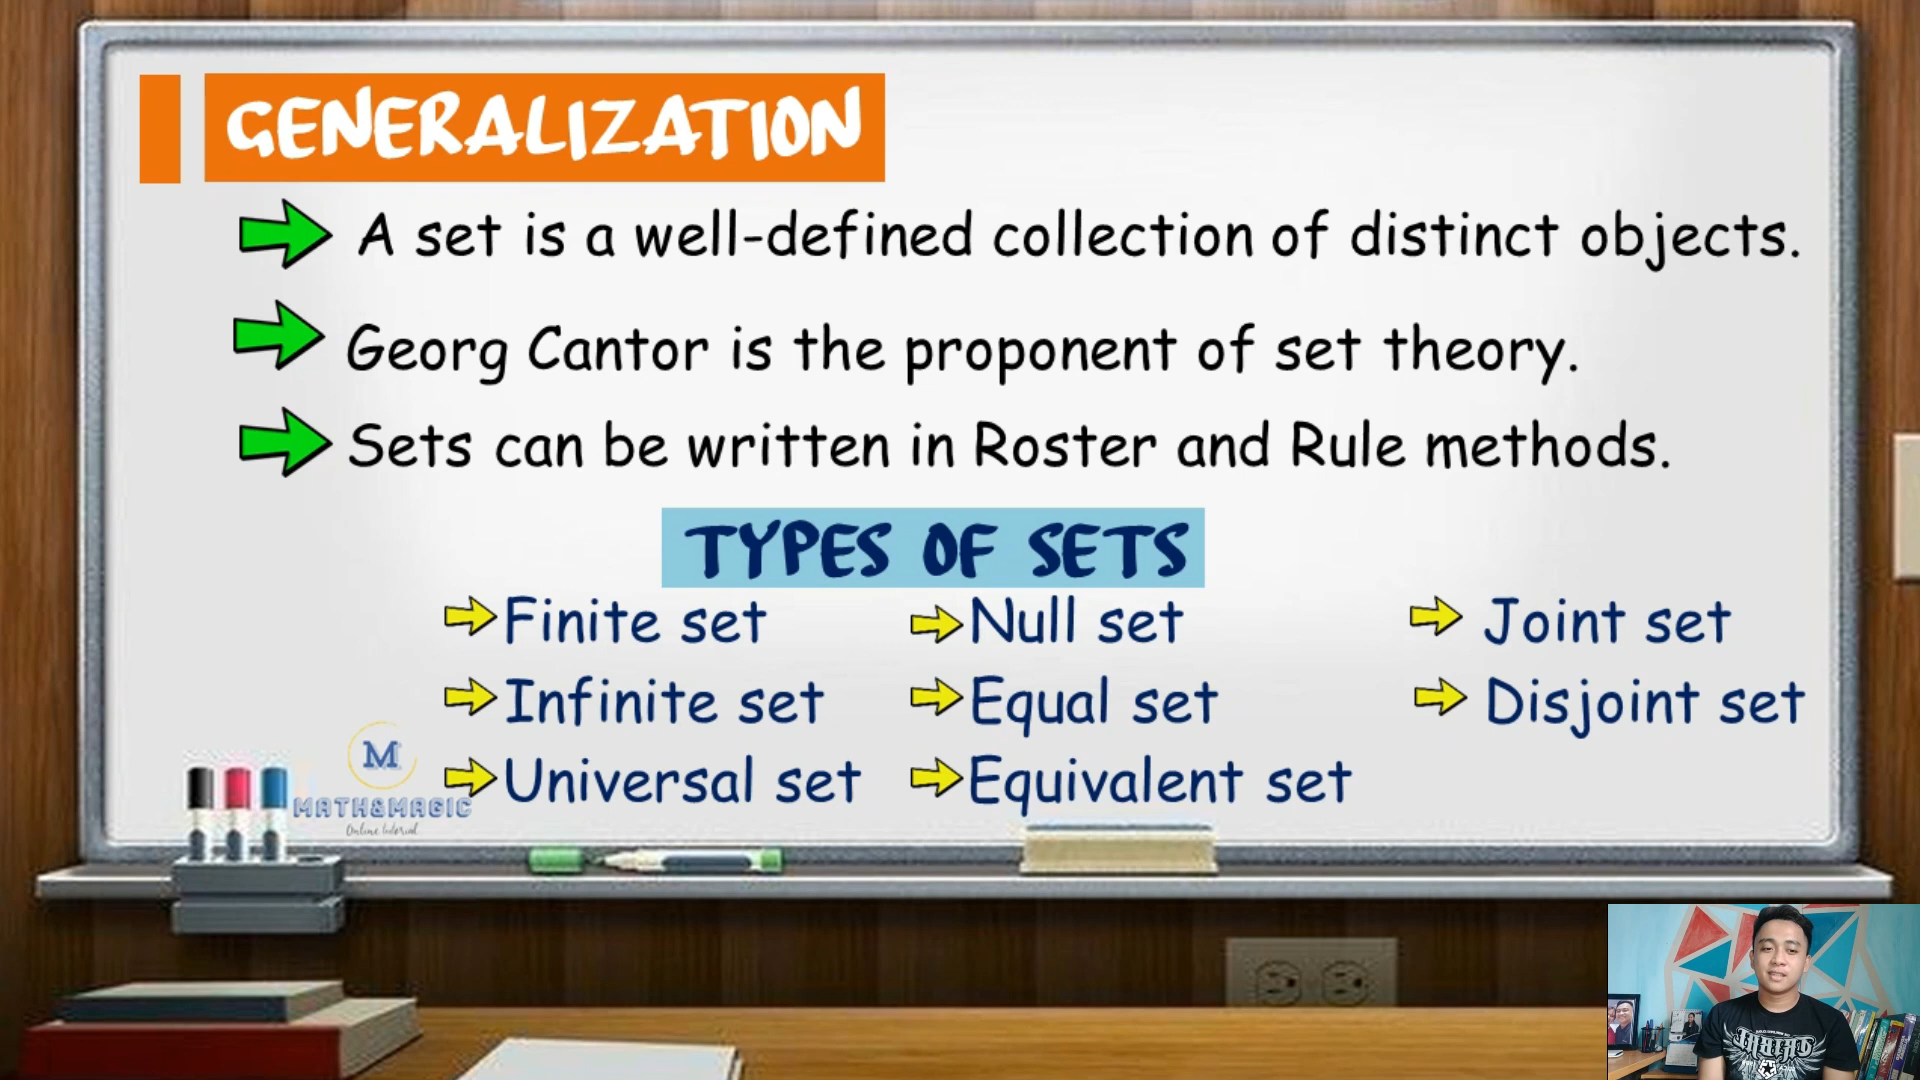 GENERALIZATION
A set is a well-defined collection of distinct objects.
Georg Cantor is the proponent of set theory.
Sets can be written in Roster and Rule methods.
TYPES OF SETS
Finite set
Infinite set
Universal set
Null set
Equal set
Equivalent set
Joint set
Disjoint set
M
MATH&MAGIC
Online tutorial